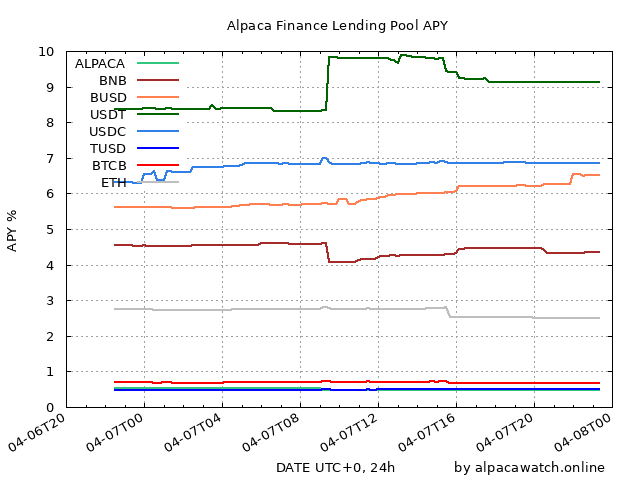 Alpaca Finance Lending Pool APY
10
9
8
7
6
5
4
3
2
1
0
APY %
ALPACA
BNB
BUSD
USDT
USDC
TUSD
BTCB
ETH
04-06T20
04-07T00
04-07T04
04-07T08
04-07T12
04-07T16
04-07T20
04-08T00
DATE UTC+0, 24h
by alpacawatch.online